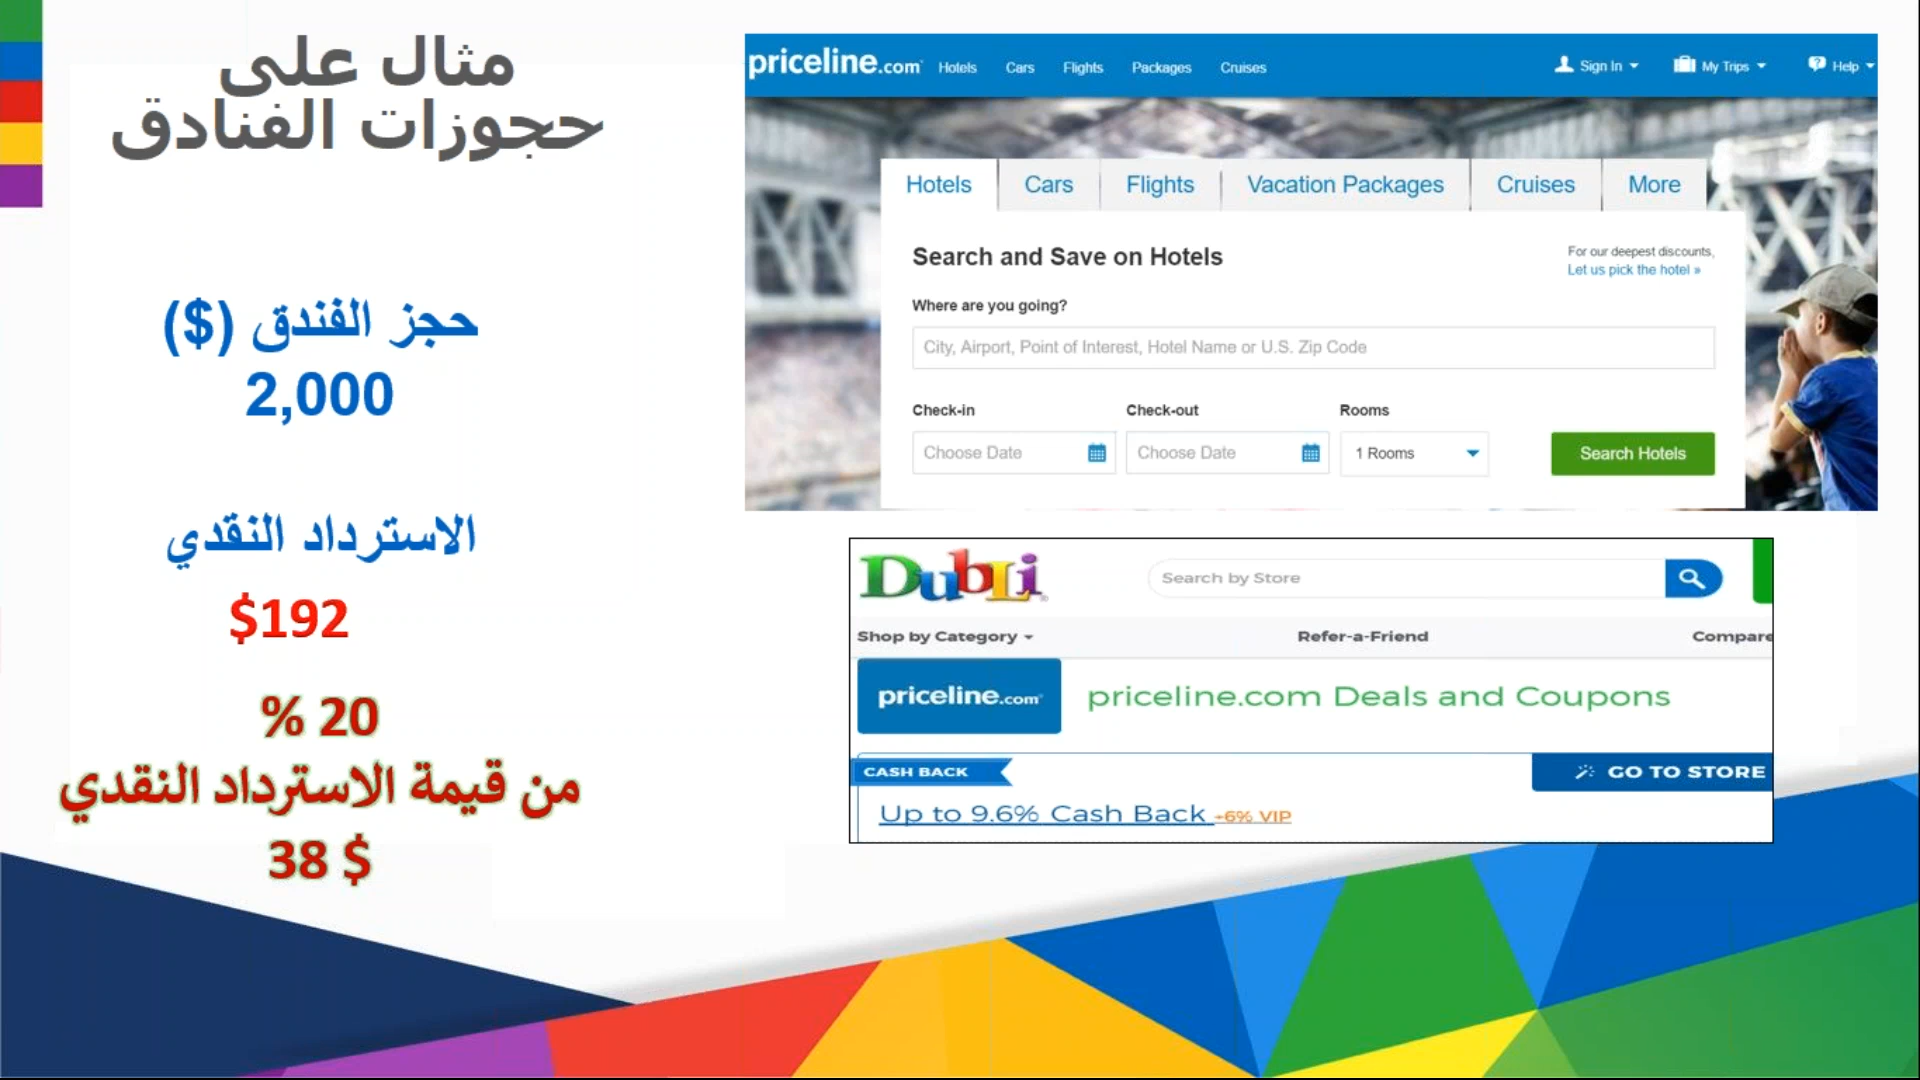 مثال على
حجوزات الفنادق
حجز الفندق ($)
2,000
الاسترداد النقدي
$192
% 20
من قيمة الاسترداد النقدي
38 $
priceline.com Hotels Cars Flights Packages Cruises Sign In My Trips Help
Hotels Cars Flights Vacation Packages Cruises More
Search and Save on Hotels
For our deepest discounts,
Let us pick the hotel »
Where are you going?
City, Airport, Point of Interest, Hotel Name or U.S. Zip Code
Check-in Check-out Rooms
Choose Date Choose Date 1 Rooms Search Hotels
DubLi Search by Store
Shop by Category Refer-a-Friend Compare
priceline.com priceline.com Deals and Coupons
CASH BACK GO TO STORE
Up to 9.6% Cash Back +6% VIP